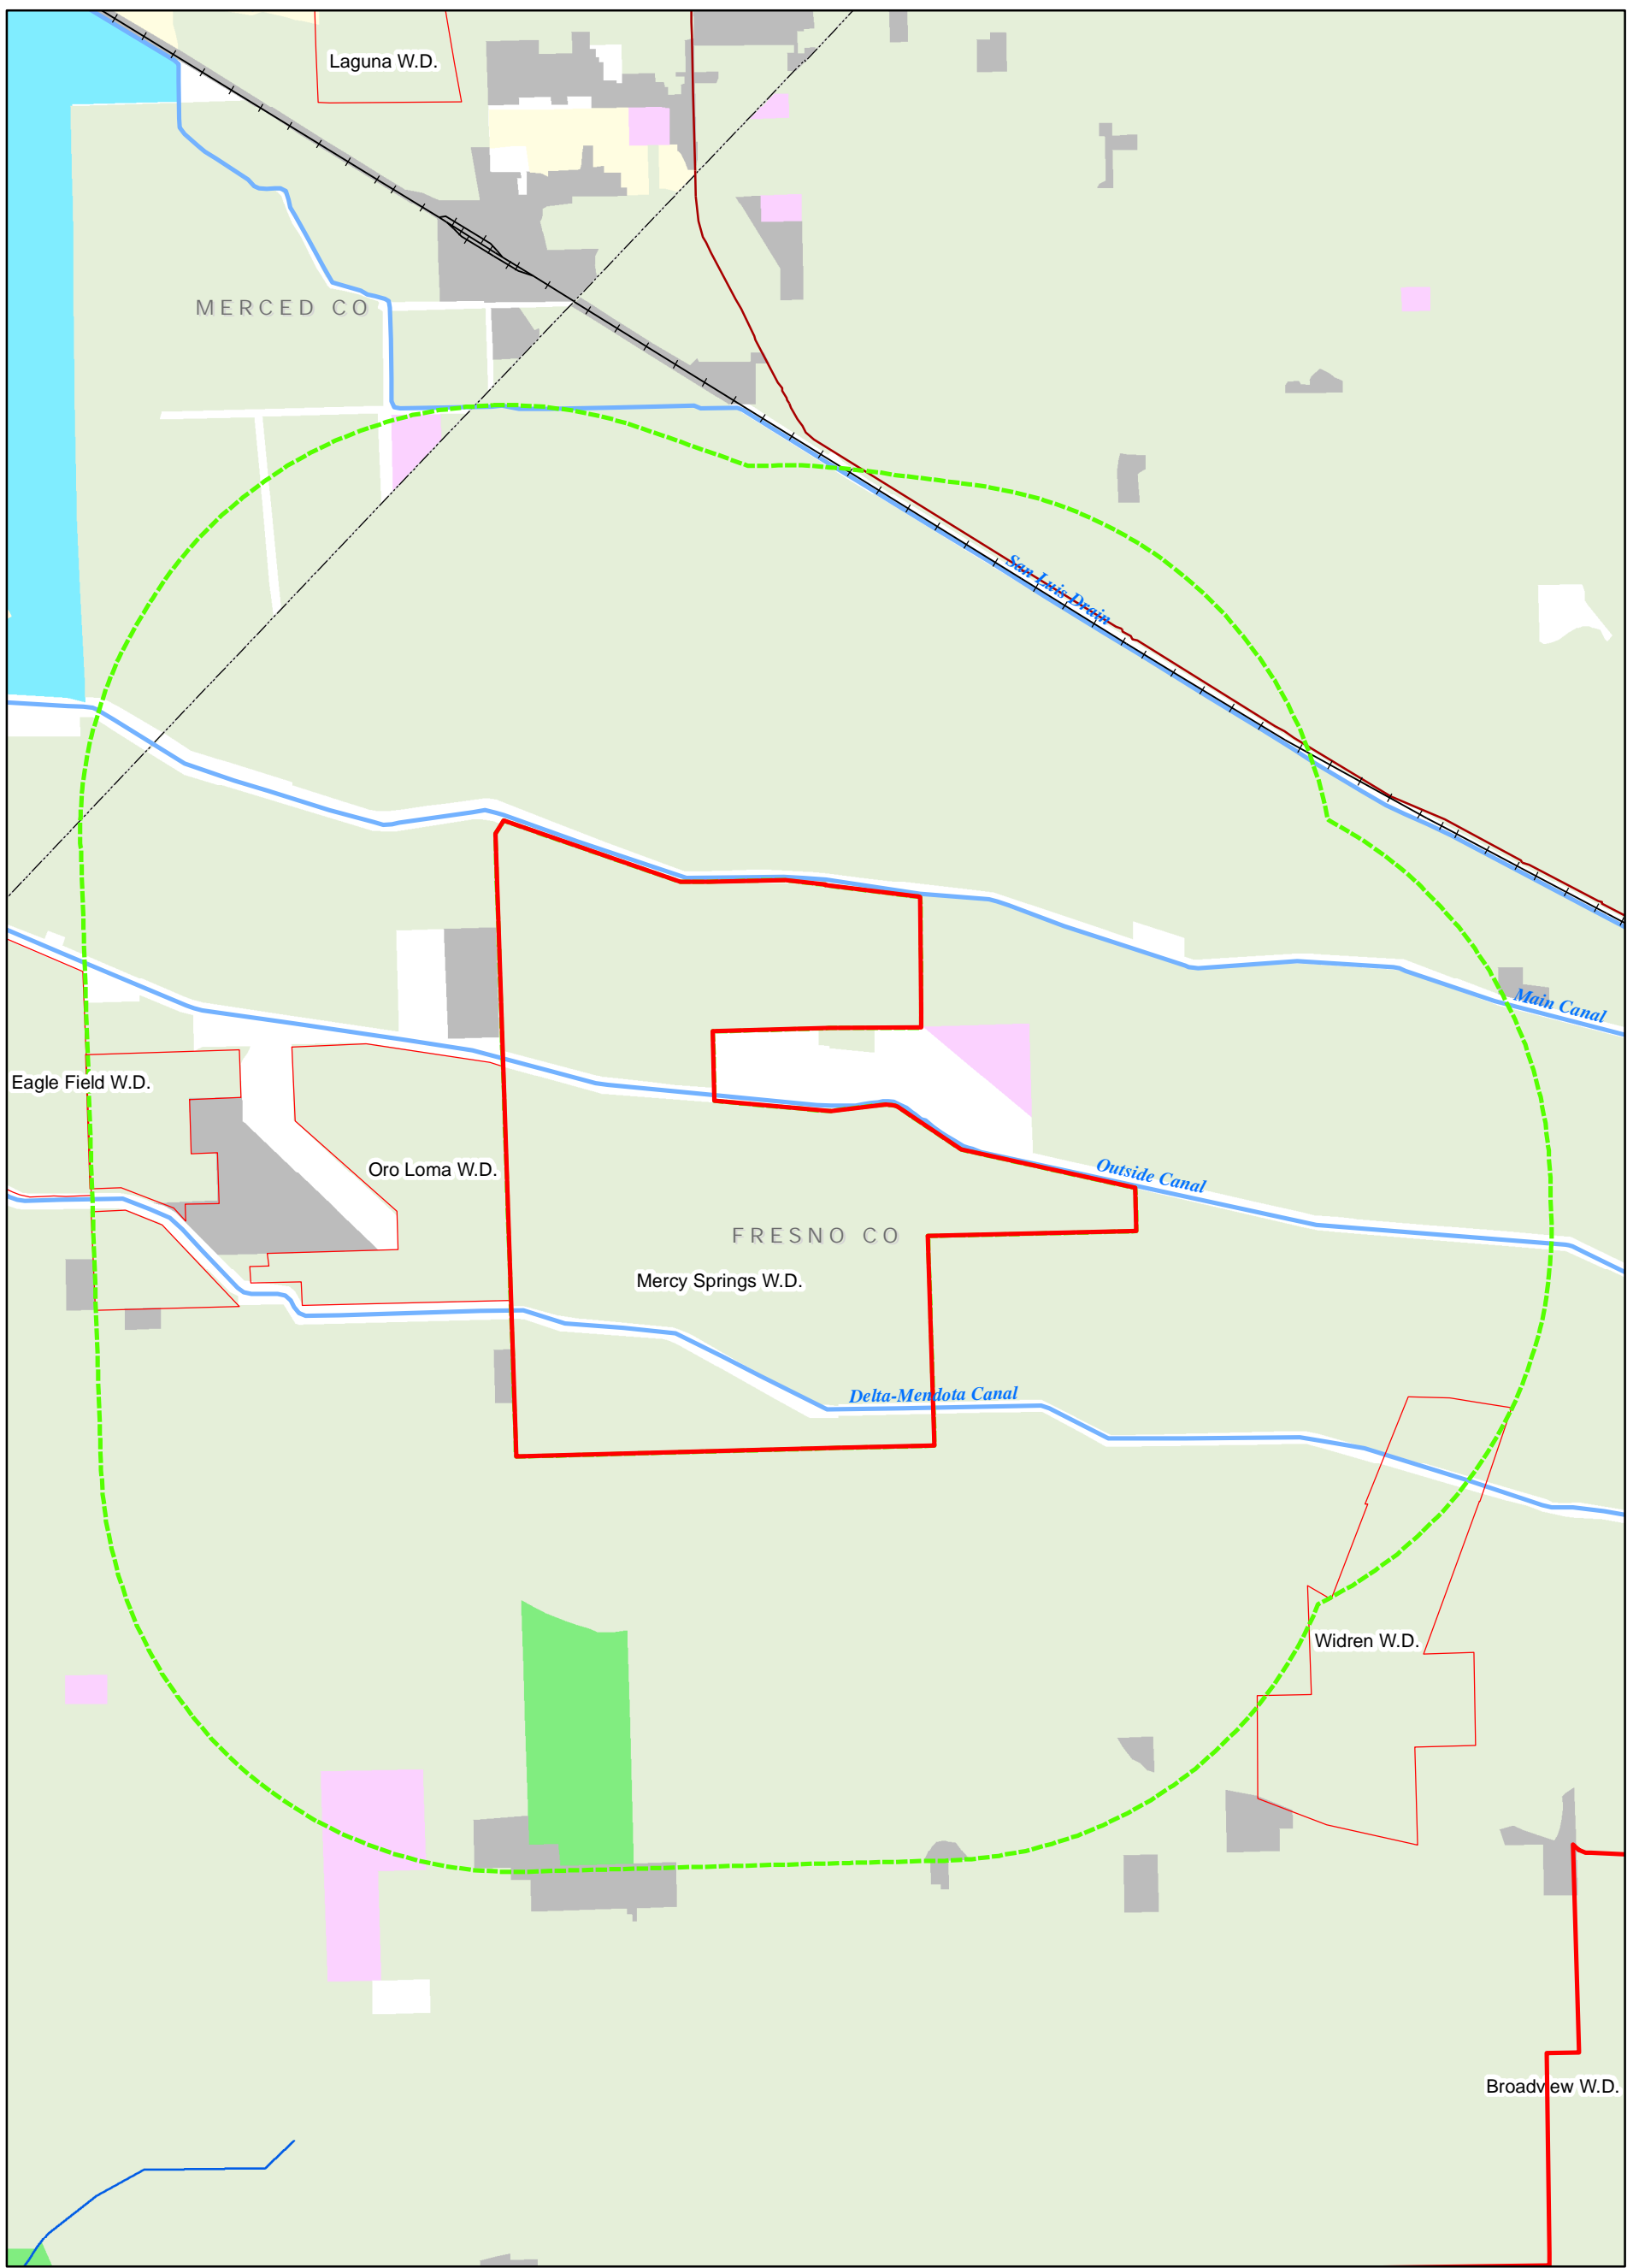 Laguna W.D.
MERCED CO
San Luis Drain
Main Canal
Eagle Field W.D.
Oro Loma W.D.
Outside Canal
FRESNO CO
Mercy Springs W.D.
Delta-Mendota Canal
Widren W.D.
Broadview W.D.